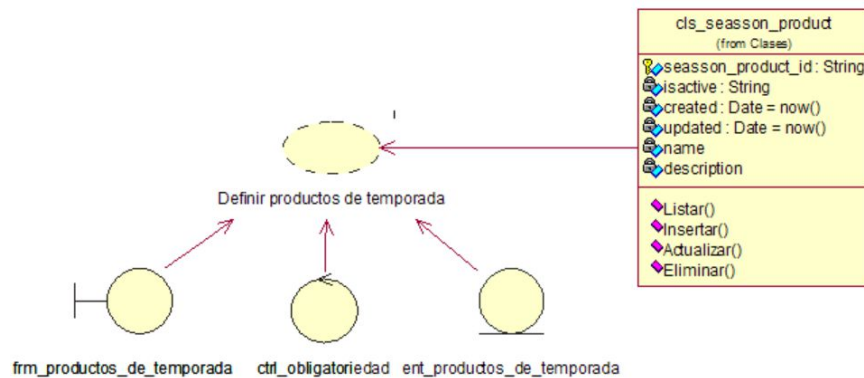 cls_seasson_product
(from Clases)
seasson_product_id : String
isactive : String
created : Date = now()
updated : Date = now()
name
description
Listar()
Insertar()
Actualizar()
Eliminar()
Definir productos de temporada
frm_productos_de_temporada
ctrl_obligatoriedad
ent_productos_de_temporada